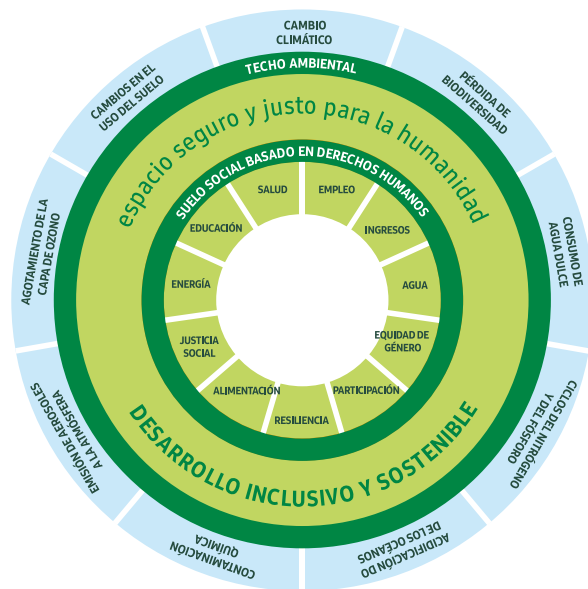 CAMBIO
CLIMÁTICO
PÉRDIDA DE
BIODIVERSIDAD
CONSUMO DE
AGUA DULCE
CICLOS DEL NITRÓGENO
Y DEL FÓSFORO
ACIDIFICACIÓN DO
DE LOS OCÉANOS
CONTAMINACIÓN
QUÍMICA
EMISIÓN DE AEROSOLES
A LA ATMÓSFERA
AGOTAMIENTO DE LA
CAPA DE OZONO
CAMBIOS EN EL
USO DEL SUELO
TECHO AMBIENTAL
espacio seguro y justo para la humanidad
SUELO SOCIAL BASADO EN DERECHOS HUMANOS
SALUD
EMPLEO
INGRESOS
AGUA
EQUIDAD DE
GÉNERO
PARTICIPACIÓN
RESILIENCIA
ALIMENTACIÓN
JUSTICIA
SOCIAL
ENERGÍA
EDUCACIÓN
DESARROLLO INCLUSIVO Y SOSTENIBLE